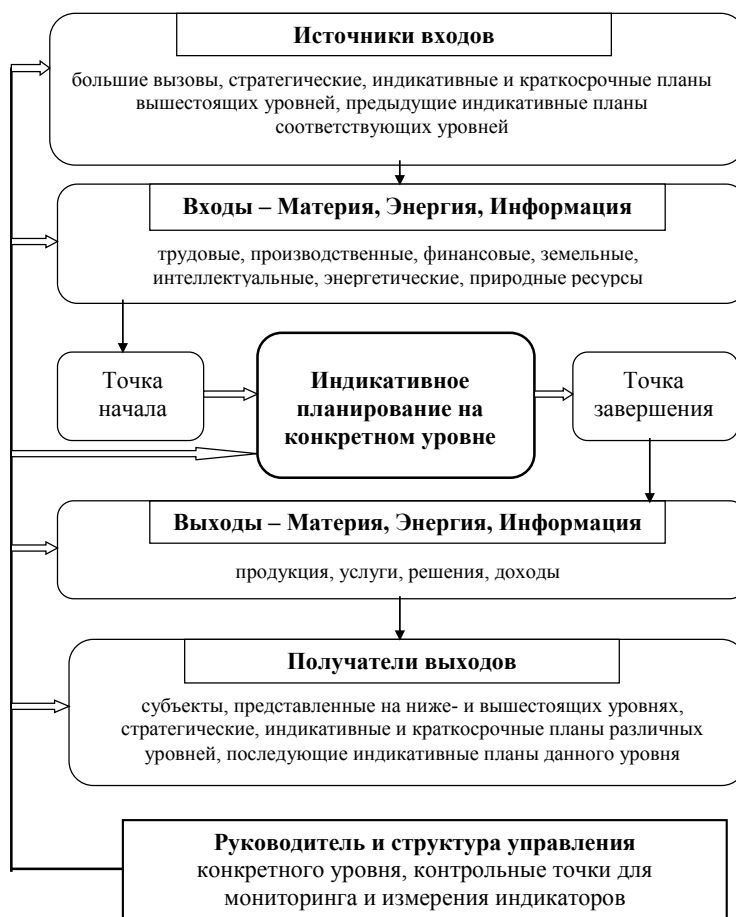 Источники входов
большие вызовы, стратегические, индикативные и краткосрочные планы
вышестоящих уровней, предыдущие индикативные планы
соответствующих уровней
Входы – Материя, Энергия, Информация
трудовые, производственные, финансовые, земельные,
интеллектуальные, энергетические, природные ресурсы
Точка
начала
Индикативное
планирование на
конкретном уровне
Точка
завершения
Выходы – Материя, Энергия, Информация
продукция, услуги, решения, доходы
Получатели выходов
субъекты, представленные на ниже- и вышестоящих уровнях,
стратегические, индикативные и краткосрочные планы различных
уровней, последующие индикативные планы данного уровня
Руководитель и структура управления
конкретного уровня, контрольные точки для
мониторинга и измерения индикаторов